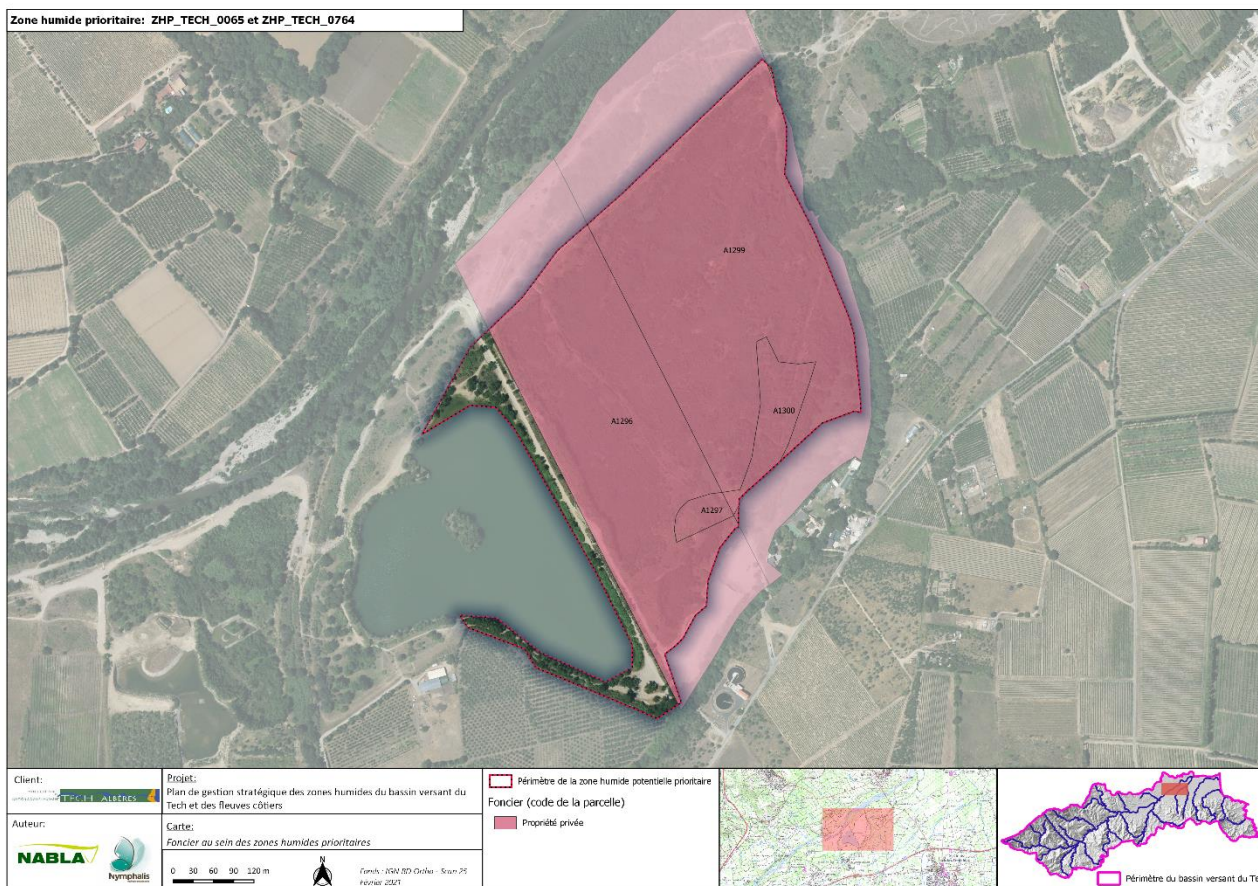 Zone humide prioritaire: ZHP_TECH_0065 et ZHP_TECH_0764
A1299
A1296
A1300
A1297
Client:
TECH ALBÈRES
Auteur:
NABLA
Nymphalis
Projet:
Plan de gestion stratégique des zones humides du bassin versant du
Tech et des fleuves côtiers
Carte:
Foncier au sein des zones humides prioritaires
0 30 60 90 120 m
N
Fonds : IGN BD Ortho - Scan 25
Février 2021
Périmètre de la zone humide potentielle prioritaire
Foncier (code de la parcelle)
Propriété privée
Périmètre du bassin versant du Te